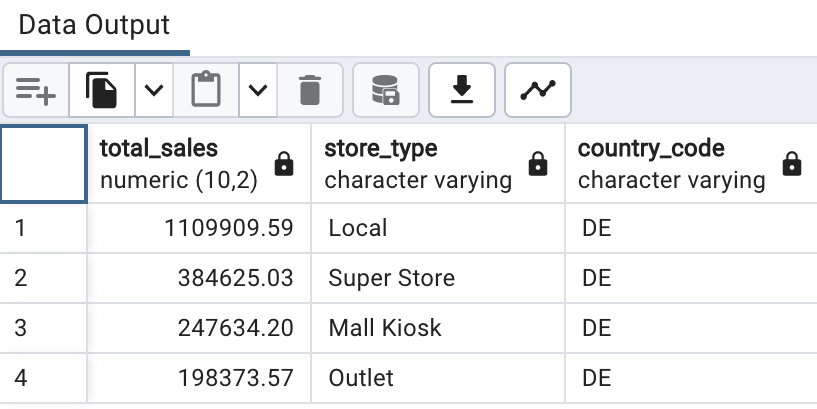 Data Output
total_sales store_type country_code
numeric (10,2) character varying character varying
1 1109909.59 Local DE
2 384625.03 Super Store DE
3 247634.20 Mall Kiosk DE
4 198373.57 Outlet DE